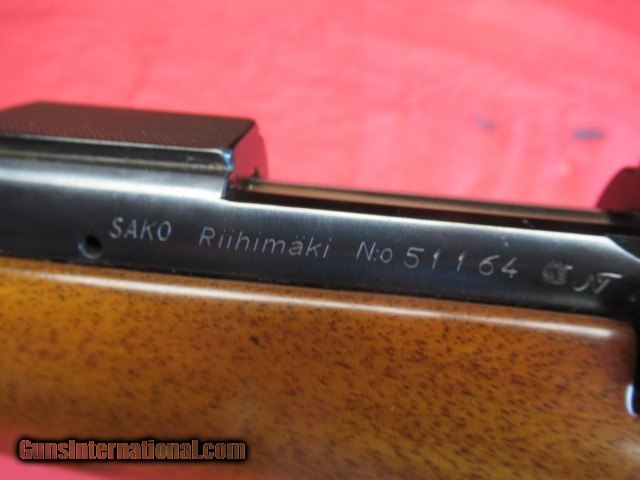 SAKO Riihimäki N:o 51164 N
GunsInternational.com